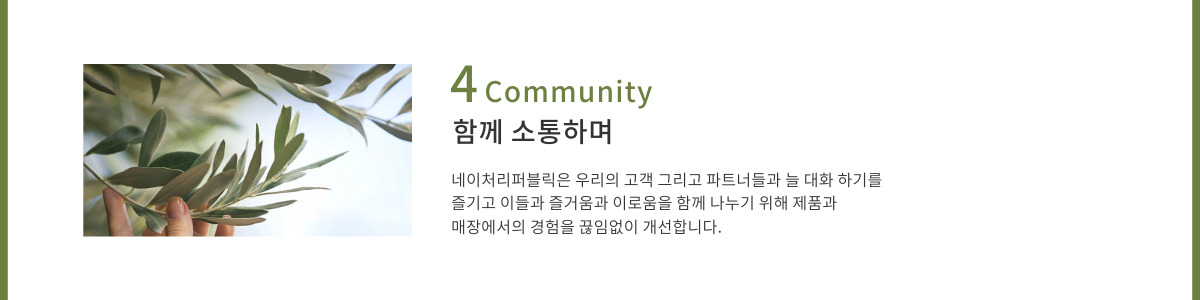 4 Community
함께 소통하며
네이처리퍼블릭은 우리의 고객 그리고 파트너들과 늘 대화 하기를
즐기고 이들과 즐거움과 이로움을 함께 나누기 위해 제품과
매장에서의 경험을 끊임없이 개선합니다.